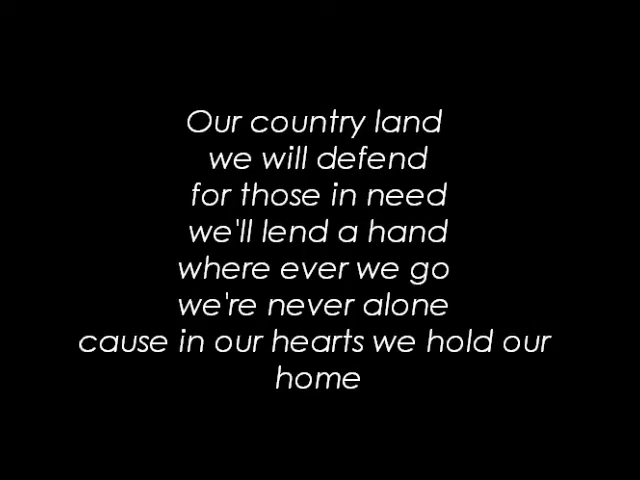 Our country land
we will defend
for those in need
we'll lend a hand
where ever we go
we're never alone
cause in our hearts we hold our
home